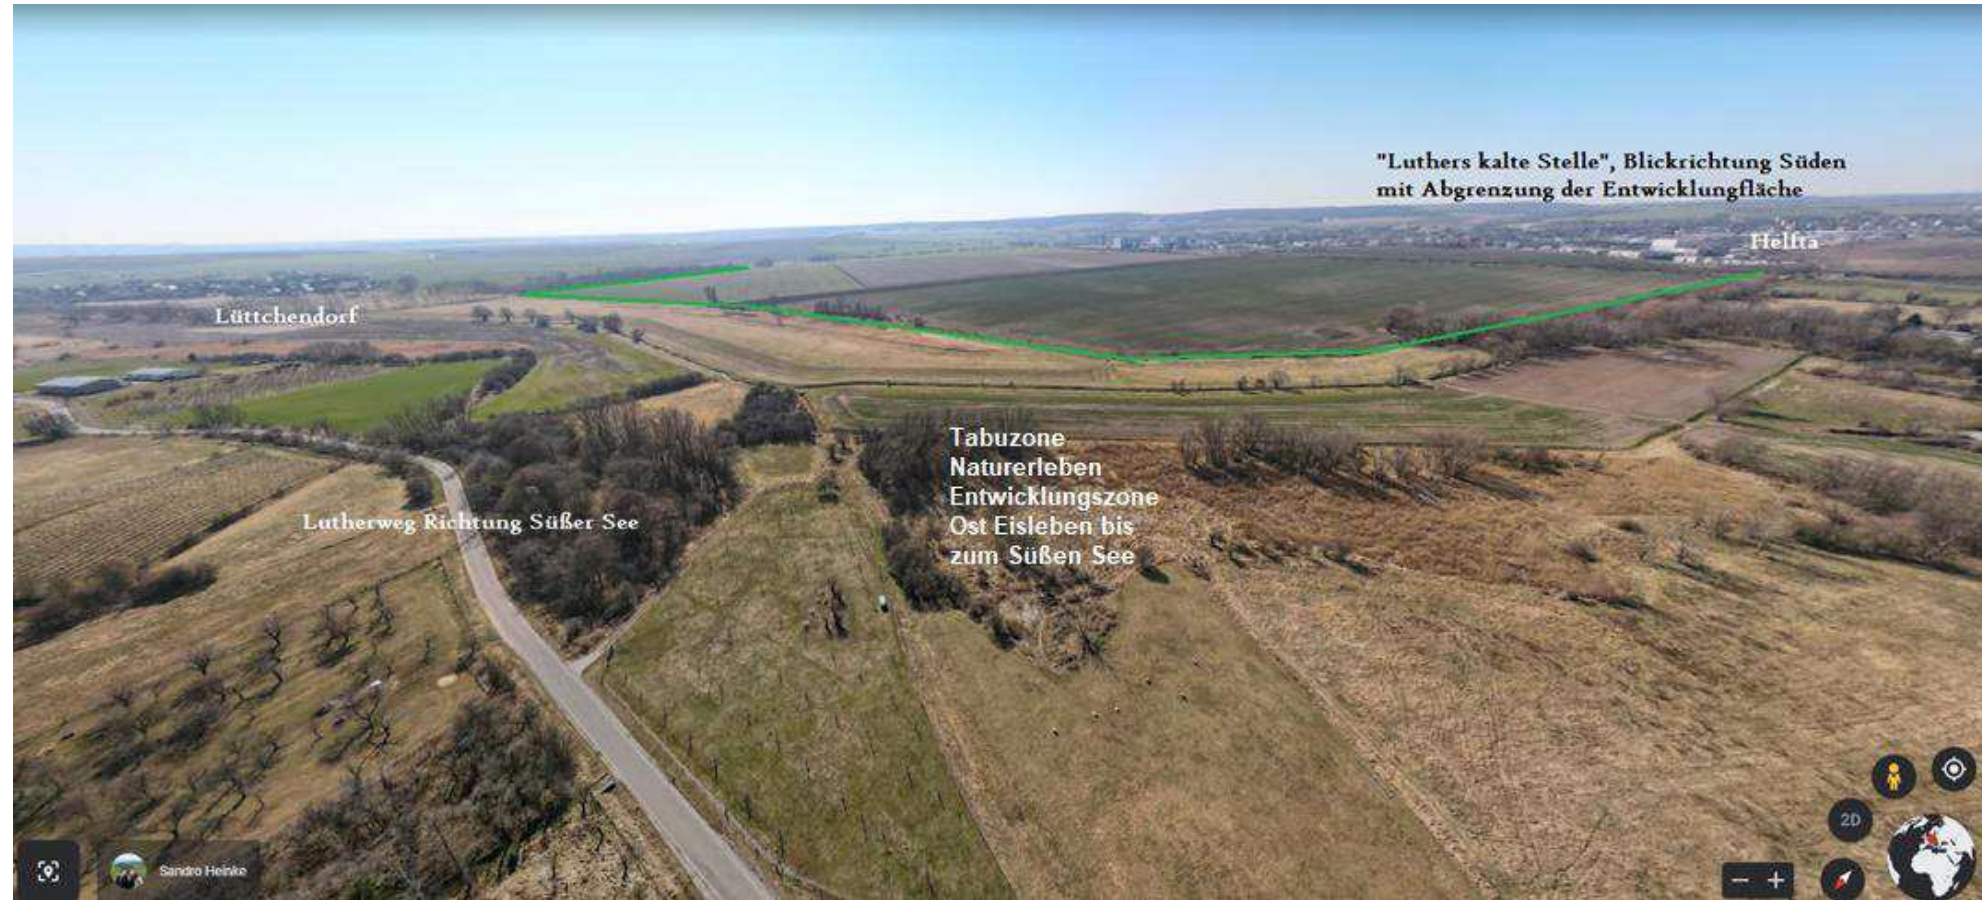 "Luthers kalte Stelle", Blickrichtung Süden
mit Abgrenzung der Entwicklungfläche
Helfta
Lüttchendorf
Tabuzone
Naturerleben
Entwicklungszone
Ost Eisleben bis
zum Süßen See
Lutherweg Richtung Süßer See
2D
Sandro Heinke